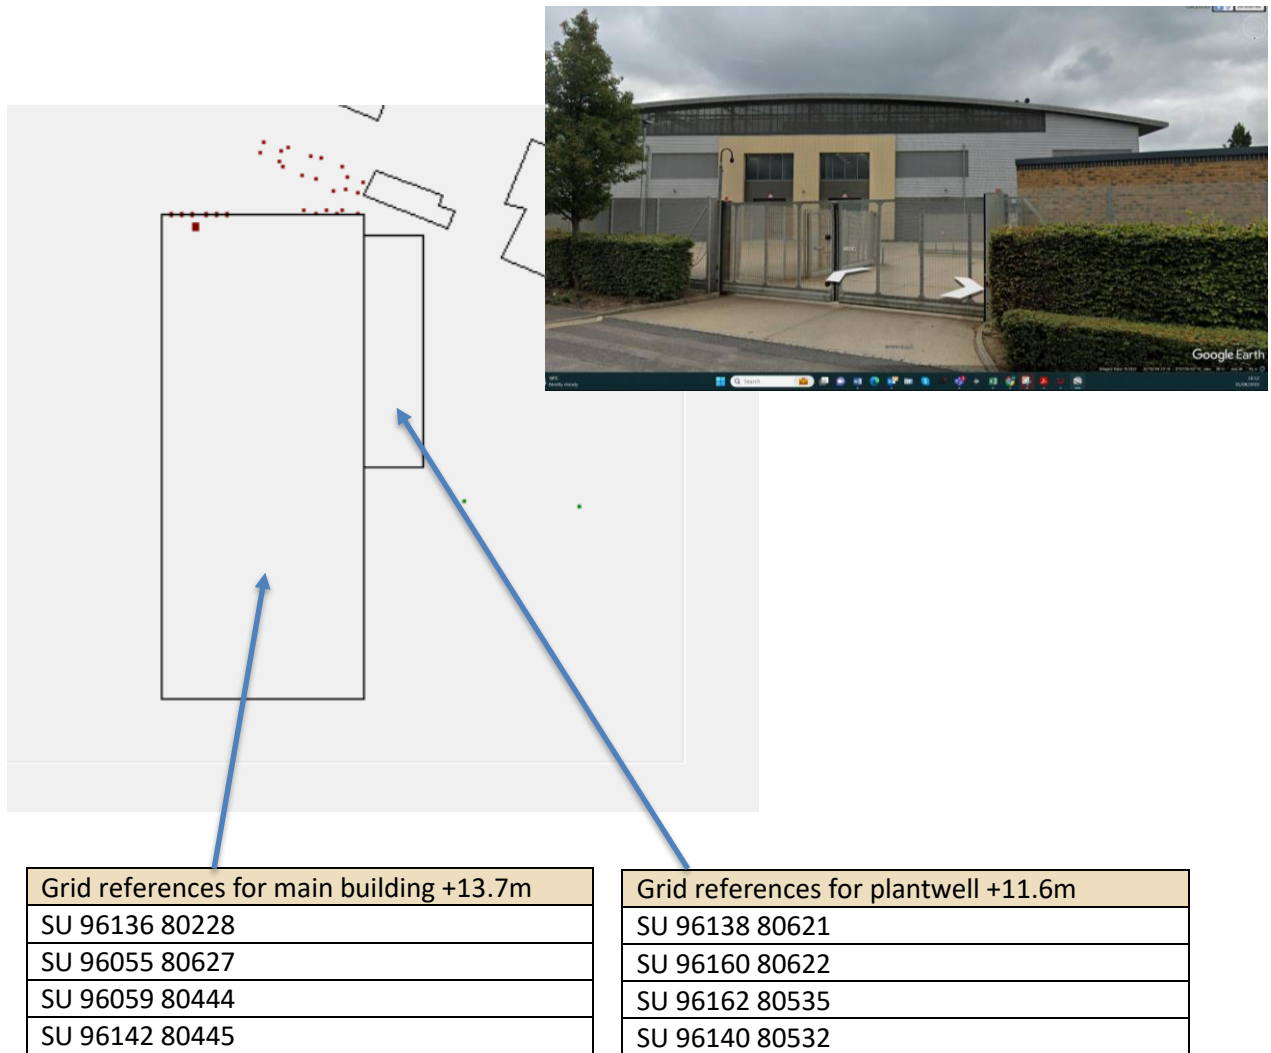 Google Earth
Search
Grid references for main building +13.7m
SU 96136 80228
SU 96055 80627
SU 96059 80444
SU 96142 80445
Grid references for plantwell +11.6m
SU 96138 80621
SU 96160 80622
SU 96162 80535
SU 96140 80532